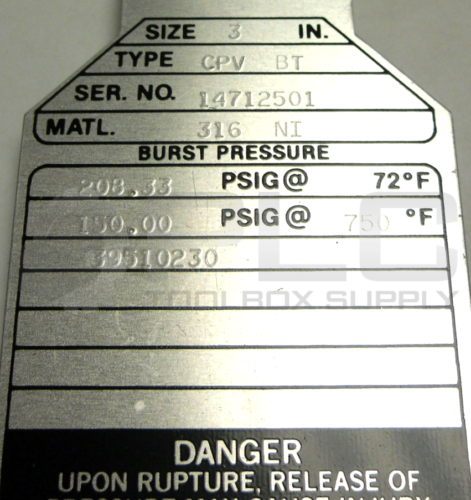 SIZE 3 IN.
TYPE CPV BT
SER. NO. 14712501
MATL. 316 NI
BURST PRESSURE
208.33 PSIG@ 72°F
150.00 PSIG@ 750 °F
39510230
PLC
TOOLBOX.SUPPLY
DANGER
UPON RUPTURE, RELEASE OF